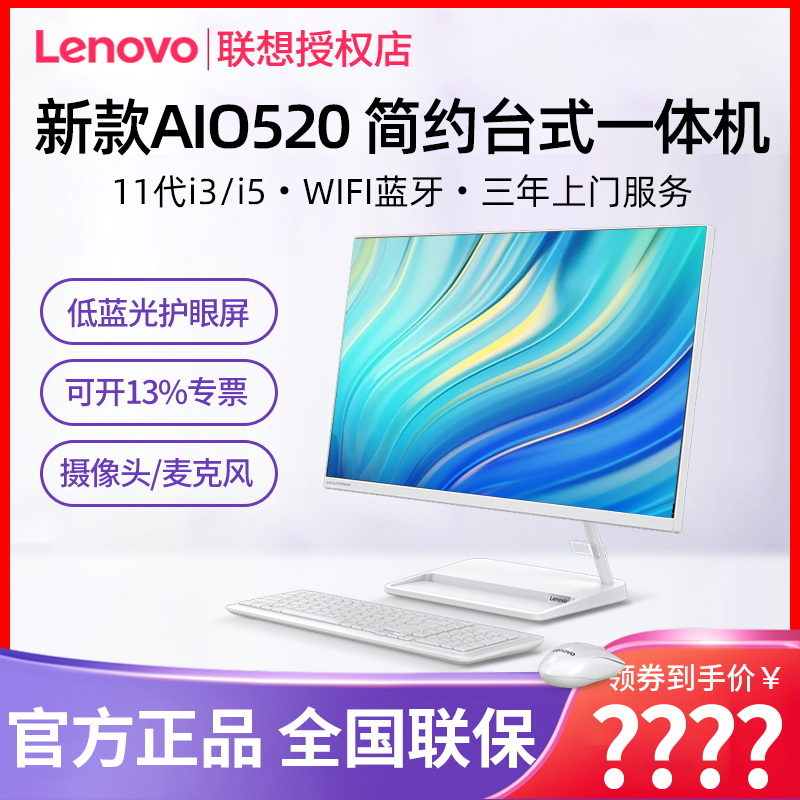 Lenovo 联想授权店
新款AIO520 简约台式一体机
11代i3/i5·WIFI蓝牙·三年上门服务
低蓝光护眼屏
可开13%专票
摄像头/麦克风
Lenovo
Lenovo
领券到手价￥
官方正品 全国联保
????